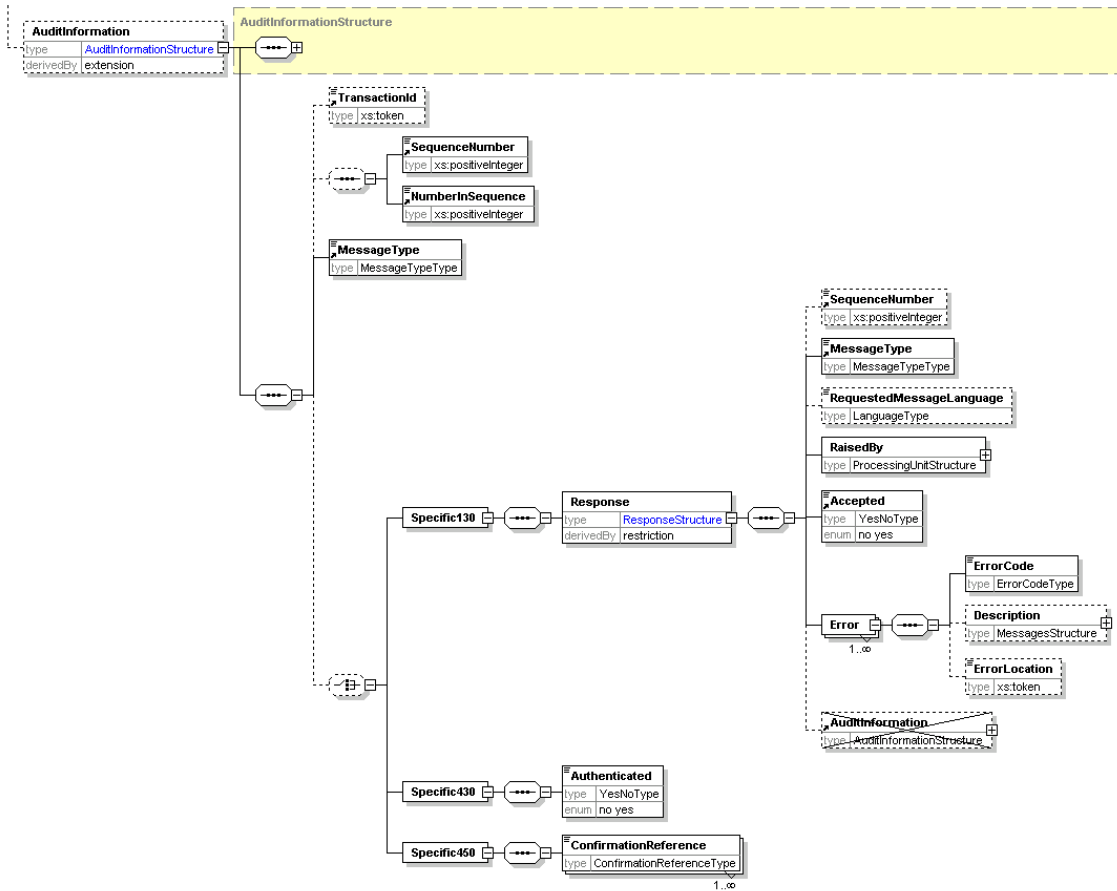 AuditInformationStructure
AuditInformation
type AuditInformationStructure
derivedBy extension
TransactionId
type xs:token
SequenceNumber
type xs:positiveInteger
NumberInSequence
type xs:positiveInteger
MessageType
type MessageTypeType
SequenceNumber
type xs:positiveInteger
MessageType
type MessageTypeType
RequestedMessageLanguage
type LanguageType
RaisedBy
type ProcessingUnitStructure
Specific130
Response
type ResponseStructure
derivedBy restriction
Accepted
type YesNoType
enum no yes
ErrorCode
type ErrorCodeType
Error
1..∞
Description
type MessagesStructure
ErrorLocation
type xs:token
AuditInformation
type AuditInformationStructure
Specific430
Authenticated
type YesNoType
enum no yes
Specific450
ConfirmationReference
type ConfirmationReferenceType
1..∞